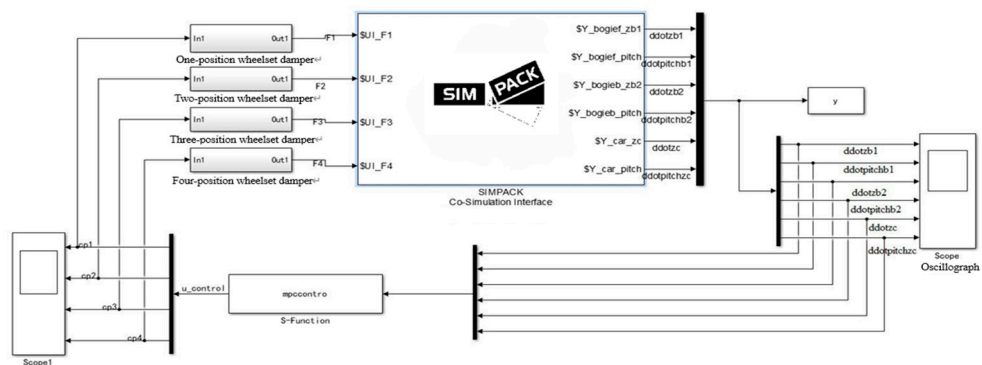 In1 Out1
F1
One-position wheelset damper↵
In1 Out1
F2
Two-position wheelset damper↵
In1 Out1
F3
Three-position wheelset damper↵
In1 Out1
F4
Four-position wheelset damper↵
$UI_F1
$UI_F2
$UI_F3
$UI_F4
SIMPACK
$Y_bogief_zb1
$Y_bogief_pitch
$Y_bogieb_zb2
$Y_bogieb_pitch
$Y_car_zc
$Y_car_pitch
SIMPACK
Co-Simulation Interface
ddotzb1
ddotpitchb1
ddotzb2
ddotpitchb2
ddotzc
ddotpitchzc
y
ddotzb1
ddotpitchb1
ddotzb2
ddotpitchb2
ddotzc
ddotpitchzc
Scope
Oscillograph
cp1
cp2
cp3
cp4
Scope1
u_control
mpccontro
S-Function